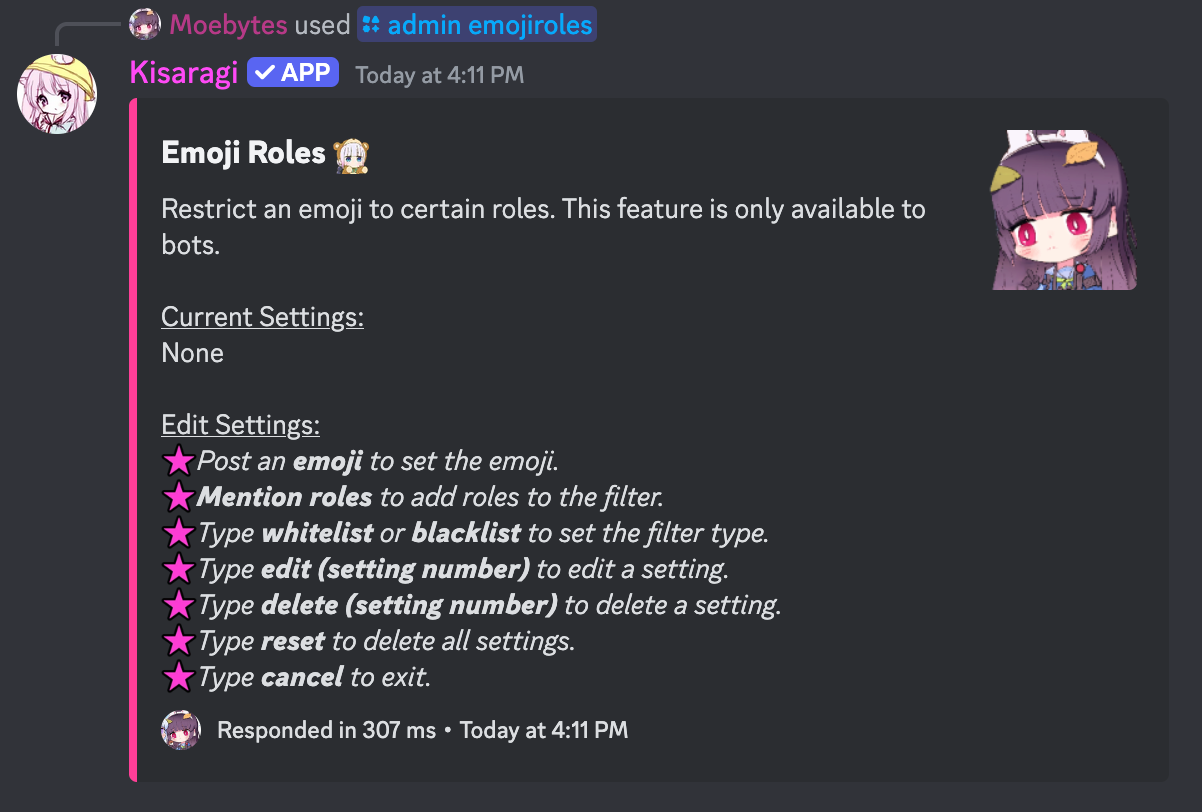 Moebytes used admin emojiroles
Kisaragi APP Today at 4:11 PM
Emoji Roles
Restrict an emoji to certain roles. This feature is only available to
bots.
Current Settings:
None
Edit Settings:
Post an emoji to set the emoji.
Mention roles to add roles to the filter.
Type whitelist or blacklist to set the filter type.
Type edit (setting number) to edit a setting.
Type delete (setting number) to delete a setting.
Type reset to delete all settings.
Type cancel to exit.
Responded in 307 ms • Today at 4:11 PM